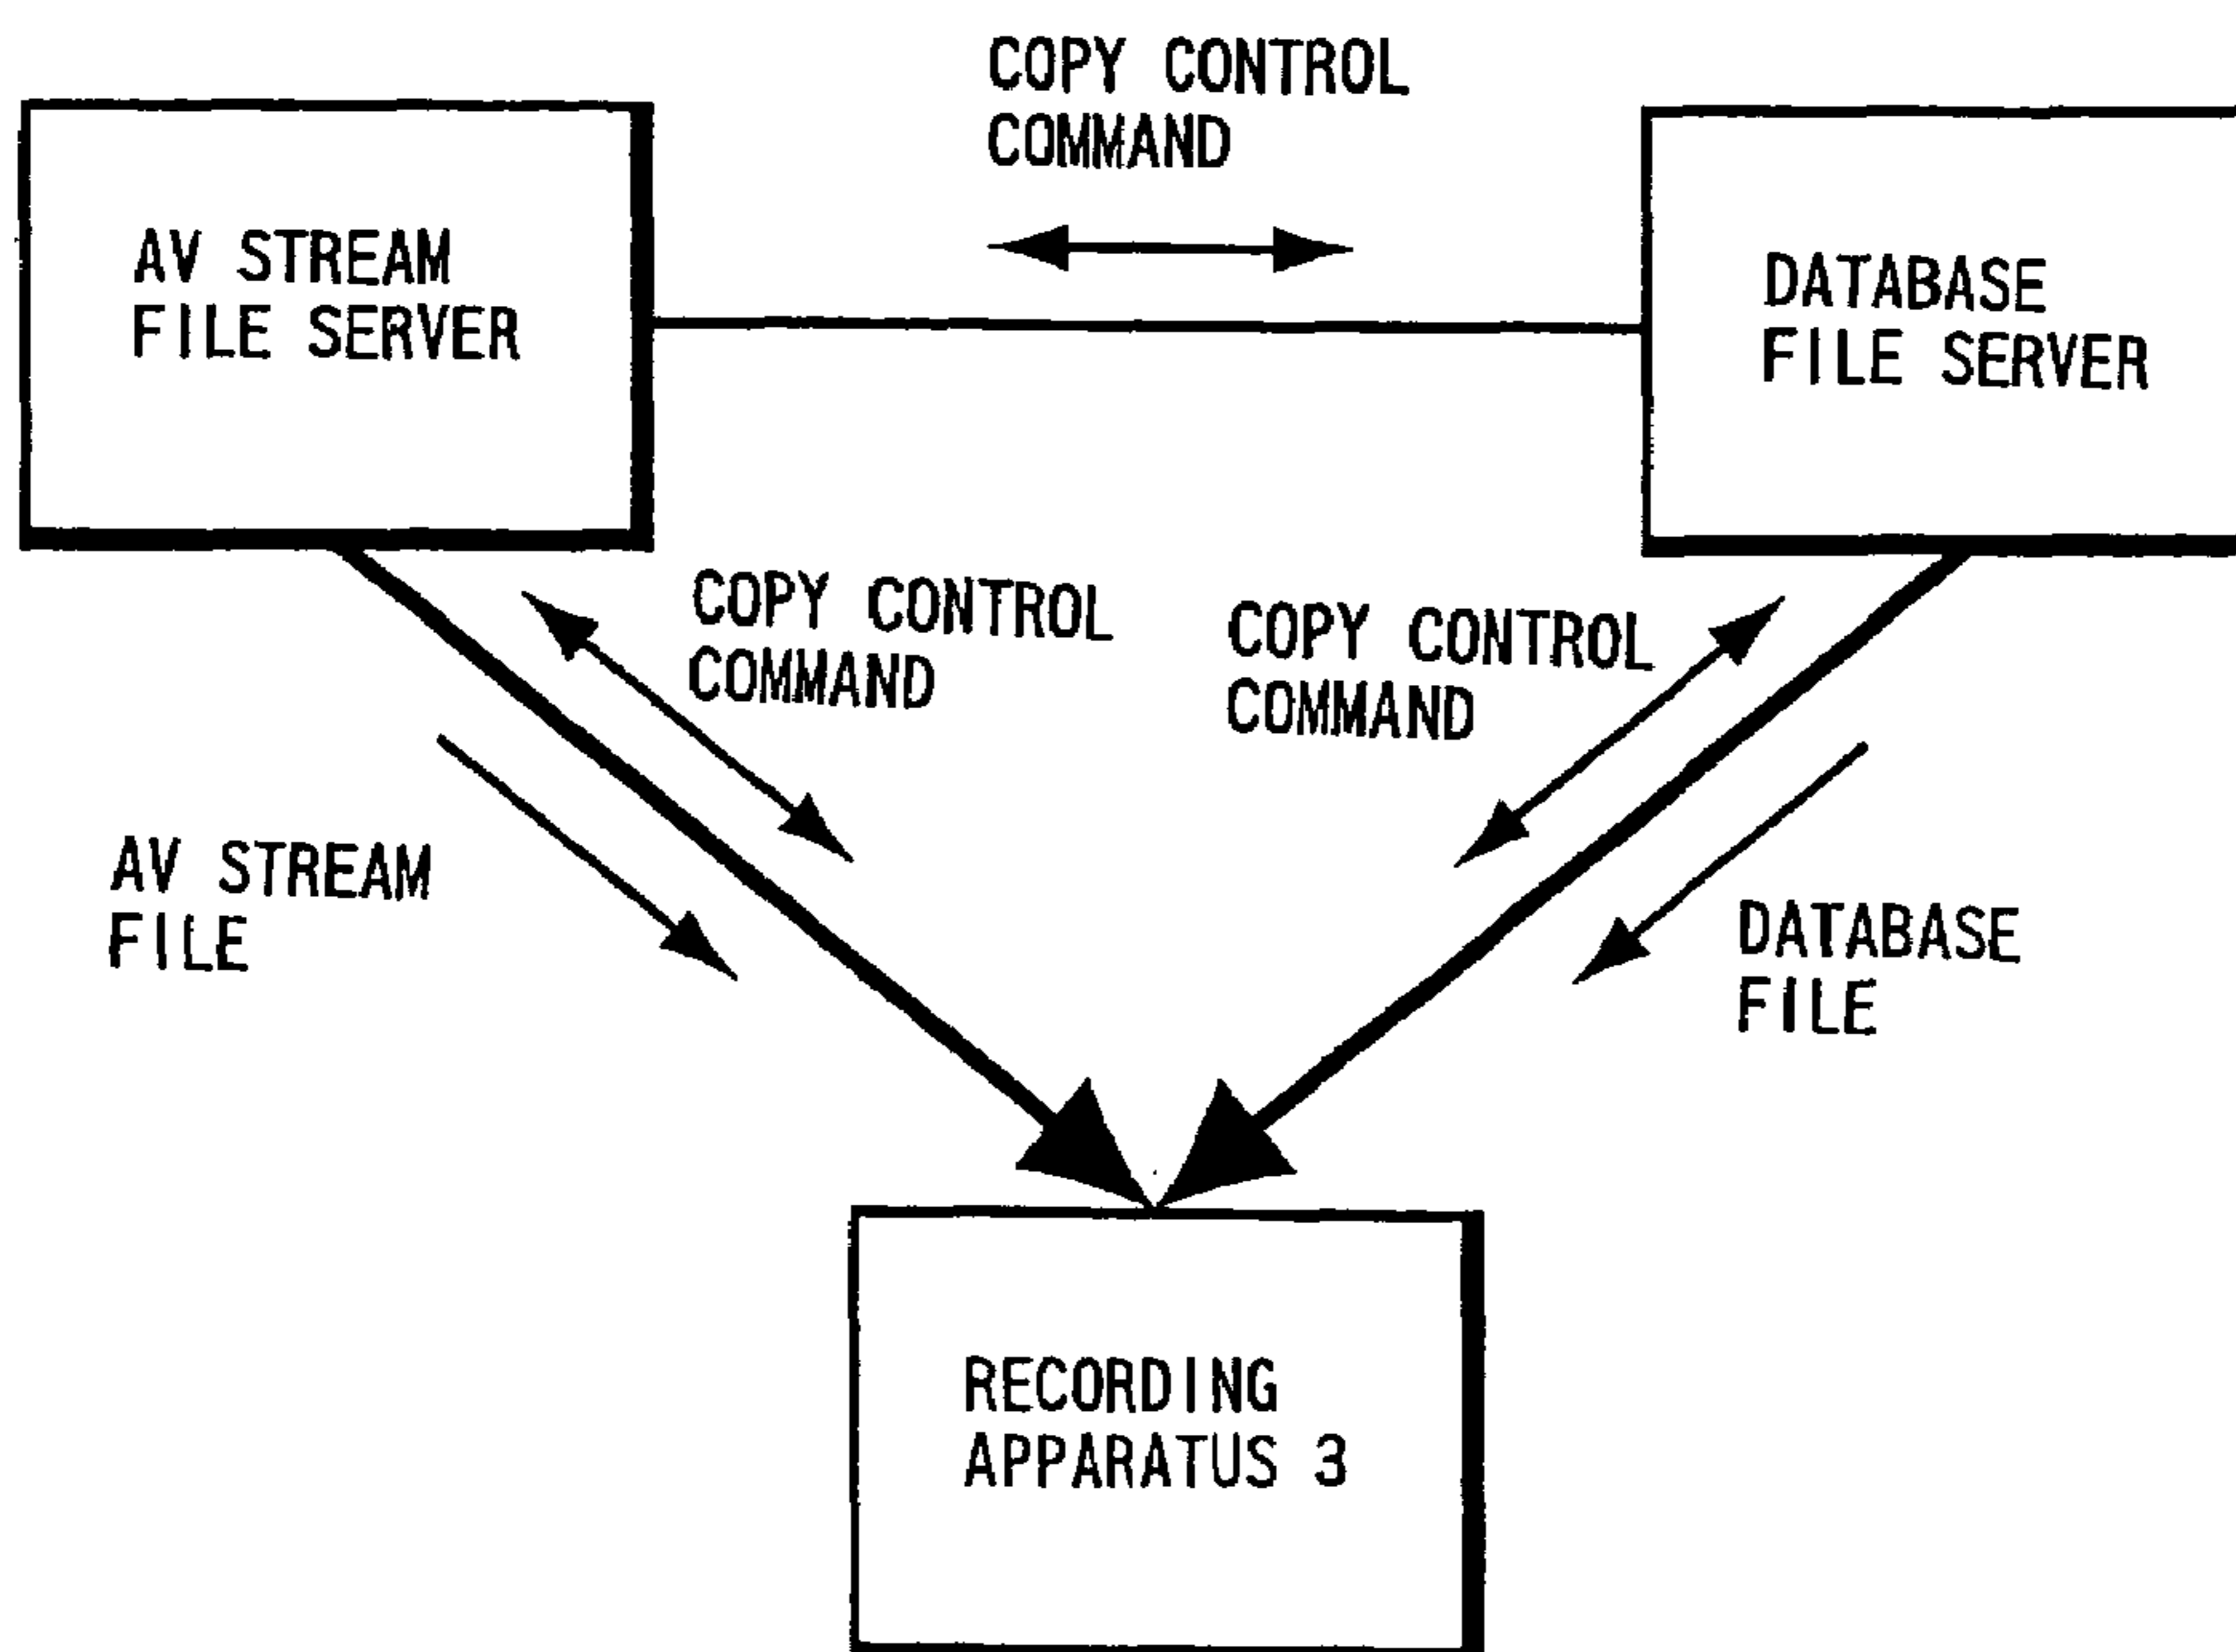 COPY CONTROL
COMMAND
AV STREAM
FILE SERVER
DATABASE
FILE SERVER
COPY CONTROL
COMMAND
COPY CONTROL
COMMAND
AV STREAM
FILE
DATABASE
FILE
RECORDING
APPARATUS 3